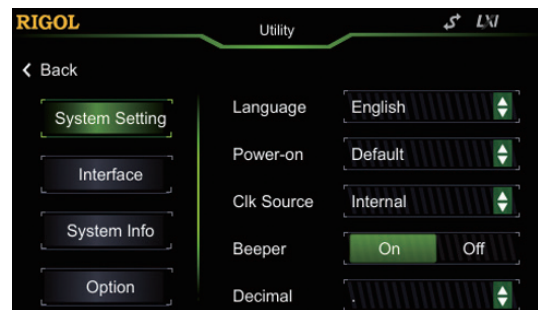 RIGOL
Utility
LXI
Back
System Setting
Interface
System Info
Option
Language English
Power-on Default
Clk Source Internal
Beeper On Off
Decimal .